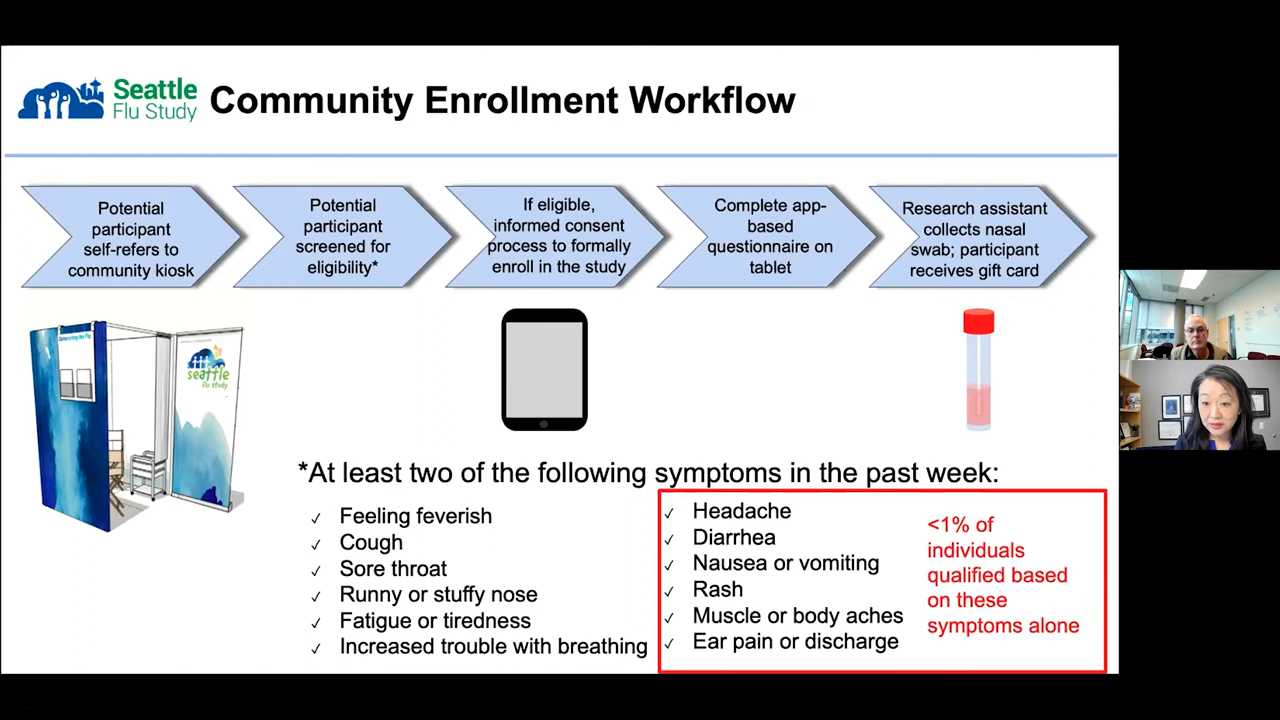 Seattle
Flu Study
Community Enrollment Workflow
Potential
participant
self-refers to
community kiosk
Potential
participant
screened for
eligibility*
If eligible,
informed consent
process to formally
enroll in the study
Complete app-
based
questionnaire on
tablet
Research assistant
collects nasal
swab; participant
receives gift card
seattle
flu study
*At least two of the following symptoms in the past week:
✓ Feeling feverish
✓ Cough
✓ Sore throat
✓ Runny or stuffy nose
✓ Fatigue or tiredness
✓ Increased trouble with breathing
✓ Headache
✓ Diarrhea
✓ Nausea or vomiting
✓ Rash
✓ Muscle or body aches
✓ Ear pain or discharge
<1% of
individuals
qualified based
on these
symptoms alone